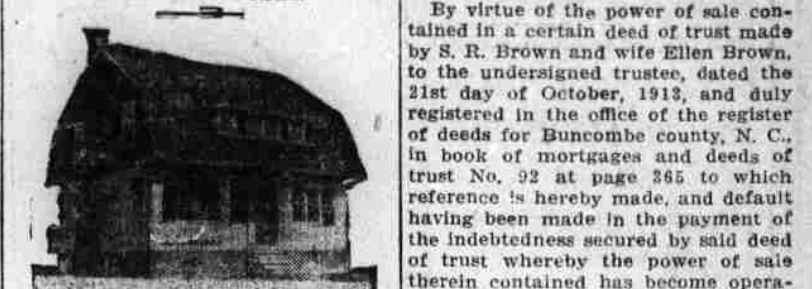 By virtue of the power of sale con-
tained in a certain deed of trust made
by S. R. Brown and wife Ellen Brown,
to the undersigned trustee, dated the
21st day of October, 1913, and duly
registered in the office of the register
of deeds for Buncombe county, N. C.,
in book of mortgages and deeds of
trust No. 92 at page 365 to which
reference is hereby made, and default
having been made in the payment of
the indebtedness secured by said deed
of trust whereby the power of sale
therein contained has become opera-